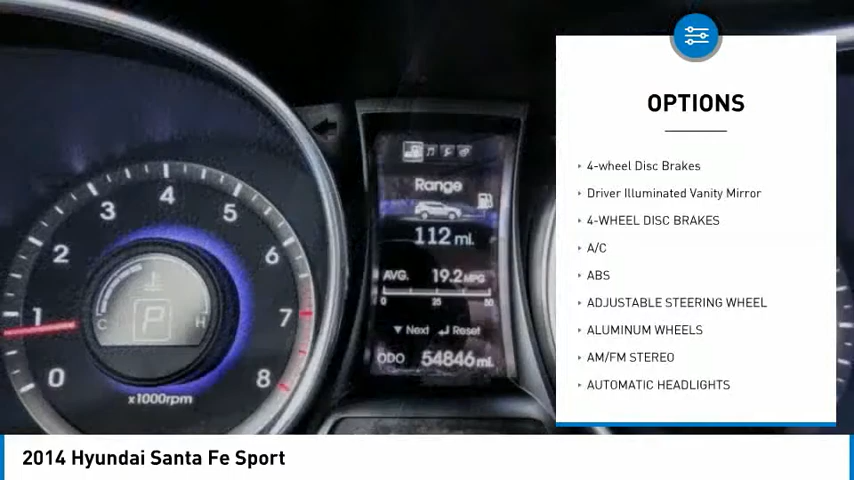 0
1
2
3
4
5
6
7
8
x1000rpm
C
P
H
Range
112 mi.
AVG. 19.2 MPG
0 25 50
Next Reset
ODO 54846 mi.
OPTIONS
4-wheel Disc Brakes
Driver Illuminated Vanity Mirror
4-WHEEL DISC BRAKES
A/C
ABS
ADJUSTABLE STEERING WHEEL
ALUMINUM WHEELS
AM/FM STEREO
AUTOMATIC HEADLIGHTS
2014 Hyundai Santa Fe Sport